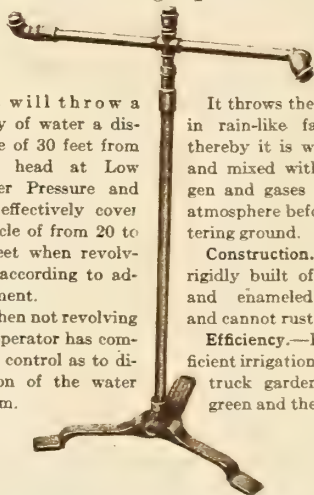 will throw a
y of water a dis-
e of 30 feet from
head at Low
er Pressure and
effectively cover
cle of from 20 to
eet when revolv-
according to ad-
ment.
hen not revolving
perator has com-
control as to di-
on of the water
m.
It throws the
in rain-like fa
thereby it is w
and mixed with
gen and gases
atmosphere befo
tering ground.
Construction.
rigidly built of
and enameled
and cannot rust
Efficiency.—
ficient irrigation
truck garden
green and the